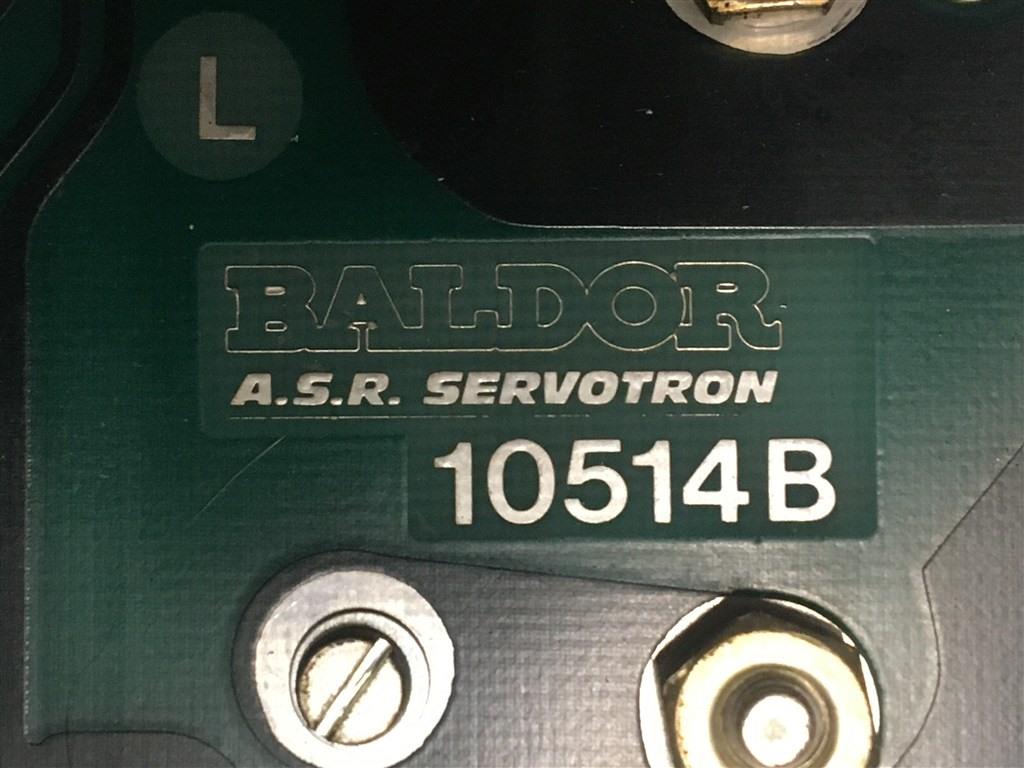 L
BALDOR
A.S.R. SERVOTRON
10514B